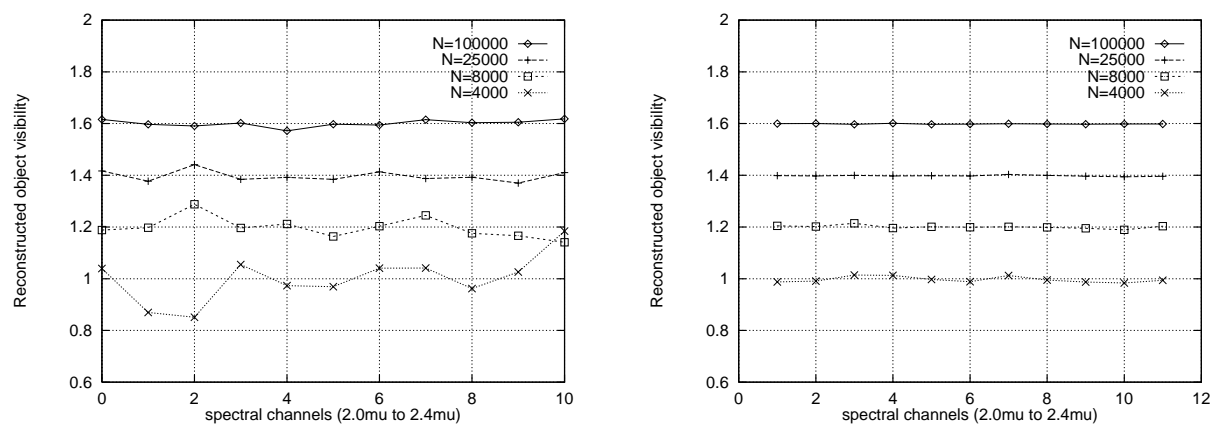 2
1.8
1.6
1.4
1.2
1
0.8
0.6
0
2
4
6
8
10
Reconstructed object visibility
spectral channels (2.0mu to 2.4mu)
N=100000
N=25000
N=8000
N=4000
2
1.8
1.6
1.4
1.2
1
0.8
0.6
0
2
4
6
8
10
12
Reconstructed object visibility
spectral channels (2.0mu to 2.4mu)
N=100000
N=25000
N=8000
N=4000